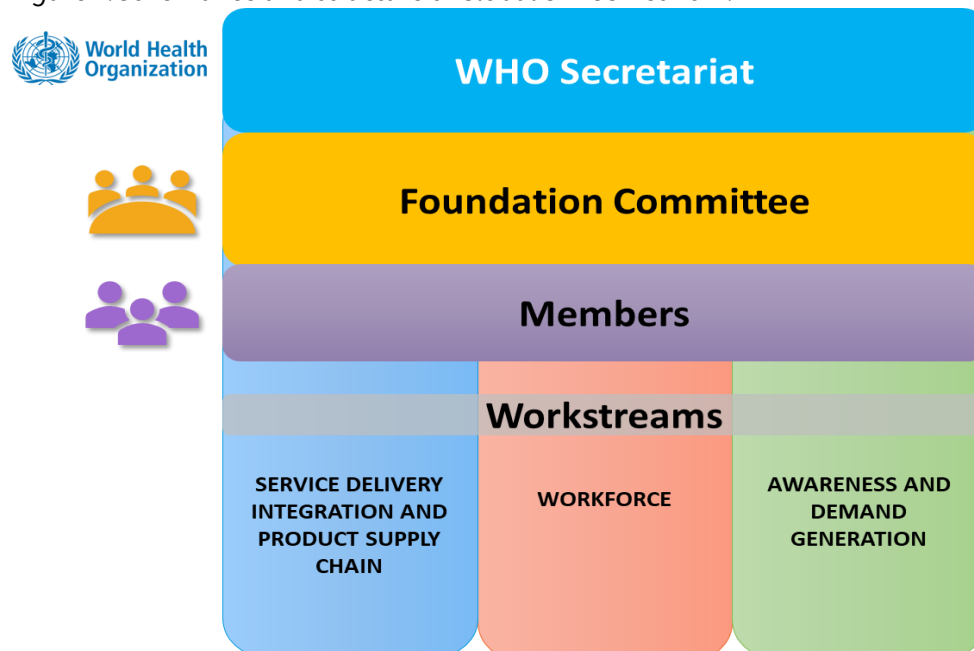 World Health
Organization
WHO Secretariat
Foundation Committee
Members
Workstreams
SERVICE DELIVERY
INTEGRATION AND
PRODUCT SUPPLY
CHAIN
WORKFORCE
AWARENESS AND
DEMAND
GENERATION